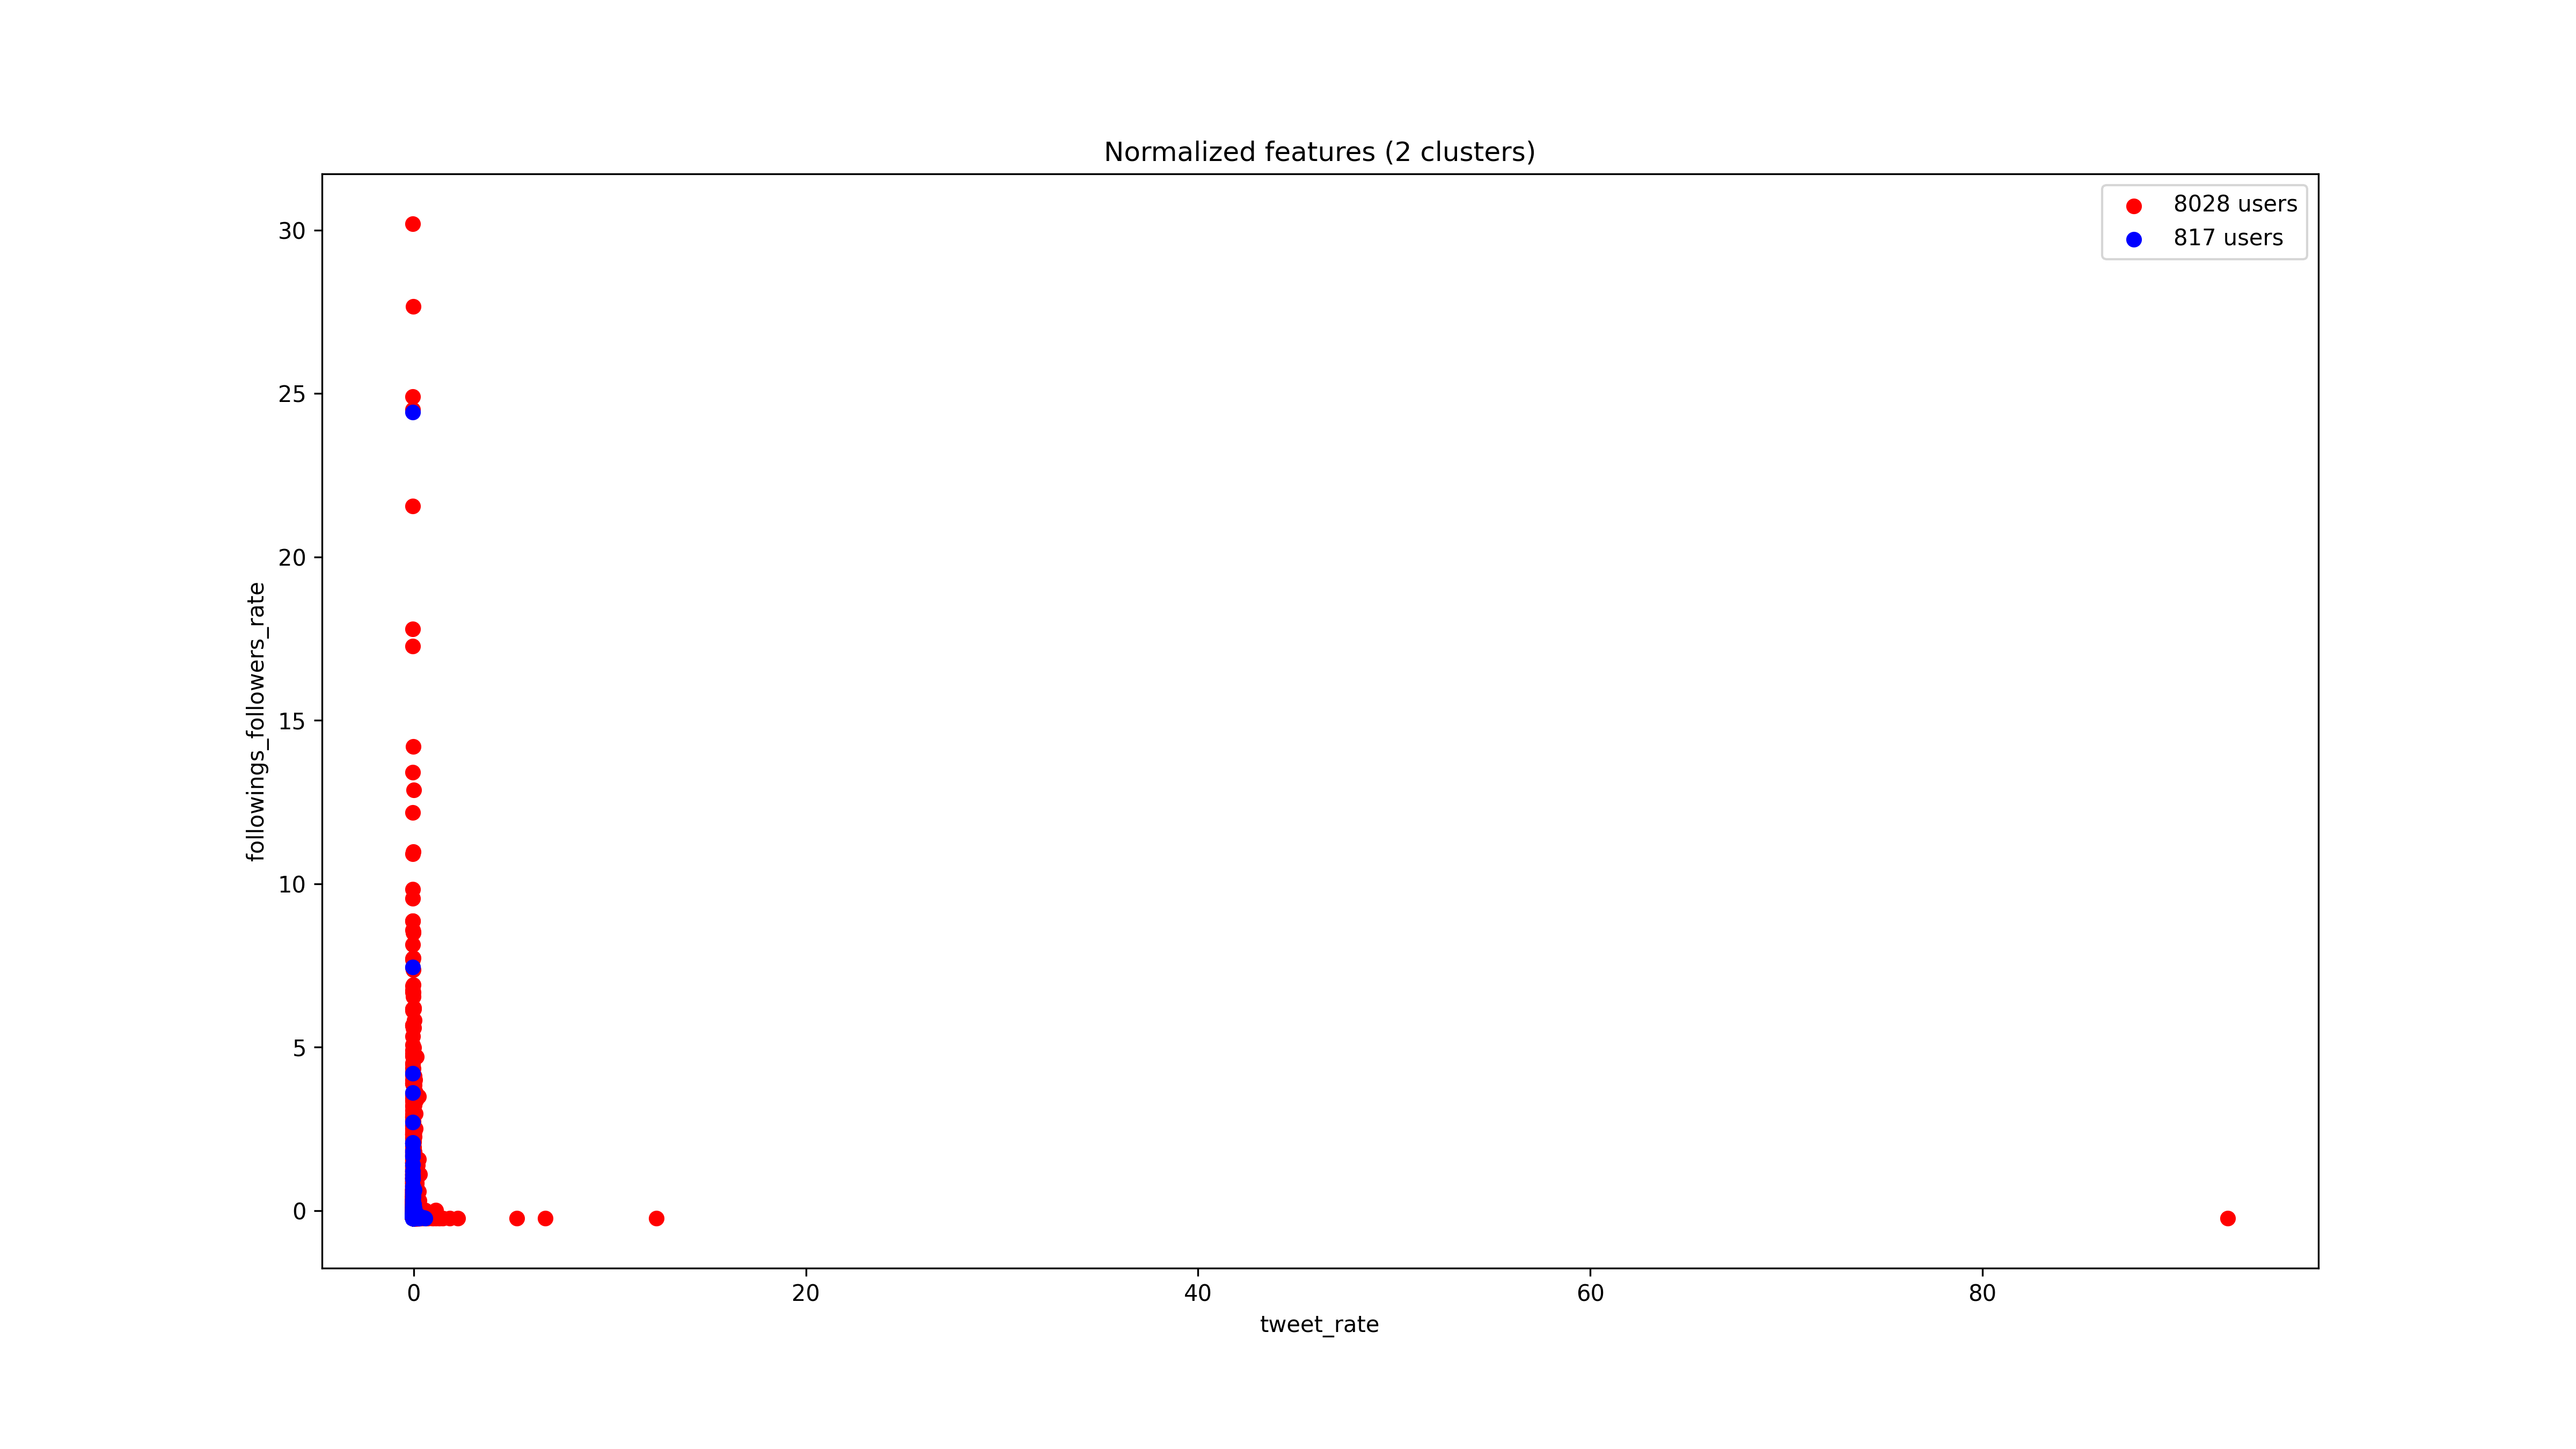 Normalized features (2 clusters)
8028 users
817 users
30
25
20
15
10
5
0
followings_followers_rate
0 20 40 60 80
tweet_rate